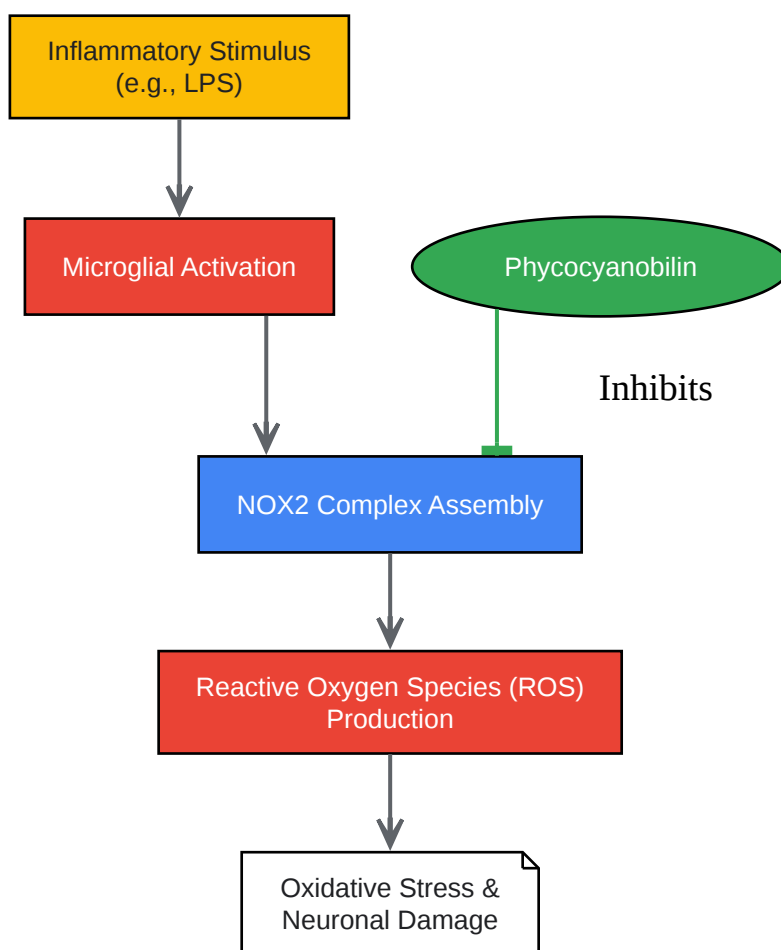 Inflammatory Stimulus
(e.g., LPS)
Microglial Activation
Phycocyanobilin
Inhibits
NOX2 Complex Assembly
Reactive Oxygen Species (ROS)
Production
Oxidative Stress &
Neuronal Damage